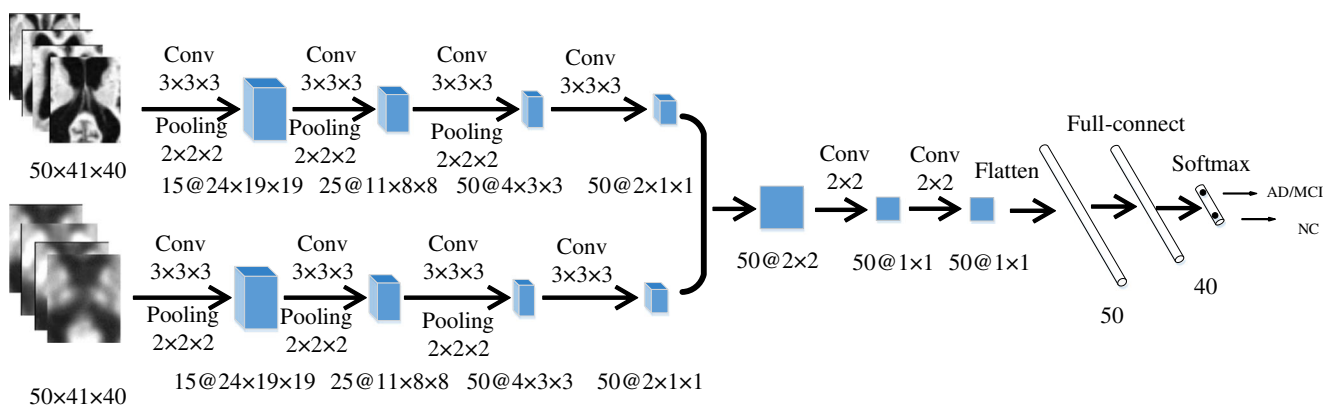 Conv
3×3×3
Pooling
2×2×2
Conv
3×3×3
Pooling
2×2×2
Conv
3×3×3
Pooling
2×2×2
Conv
3×3×3
50×41×40
15@24×19×19
25@11×8×8
50@4×3×3
50@2×1×1
Conv
3×3×3
Pooling
2×2×2
Conv
3×3×3
Pooling
2×2×2
Conv
3×3×3
Pooling
2×2×2
Conv
3×3×3
50×41×40
15@24×19×19
25@11×8×8
50@4×3×3
50@2×1×1
50@2×2
Conv
2×2
50@1×1
Conv
2×2
50@1×1
Flatten
50
Full-connect
40
Softmax
AD/MCI
NC